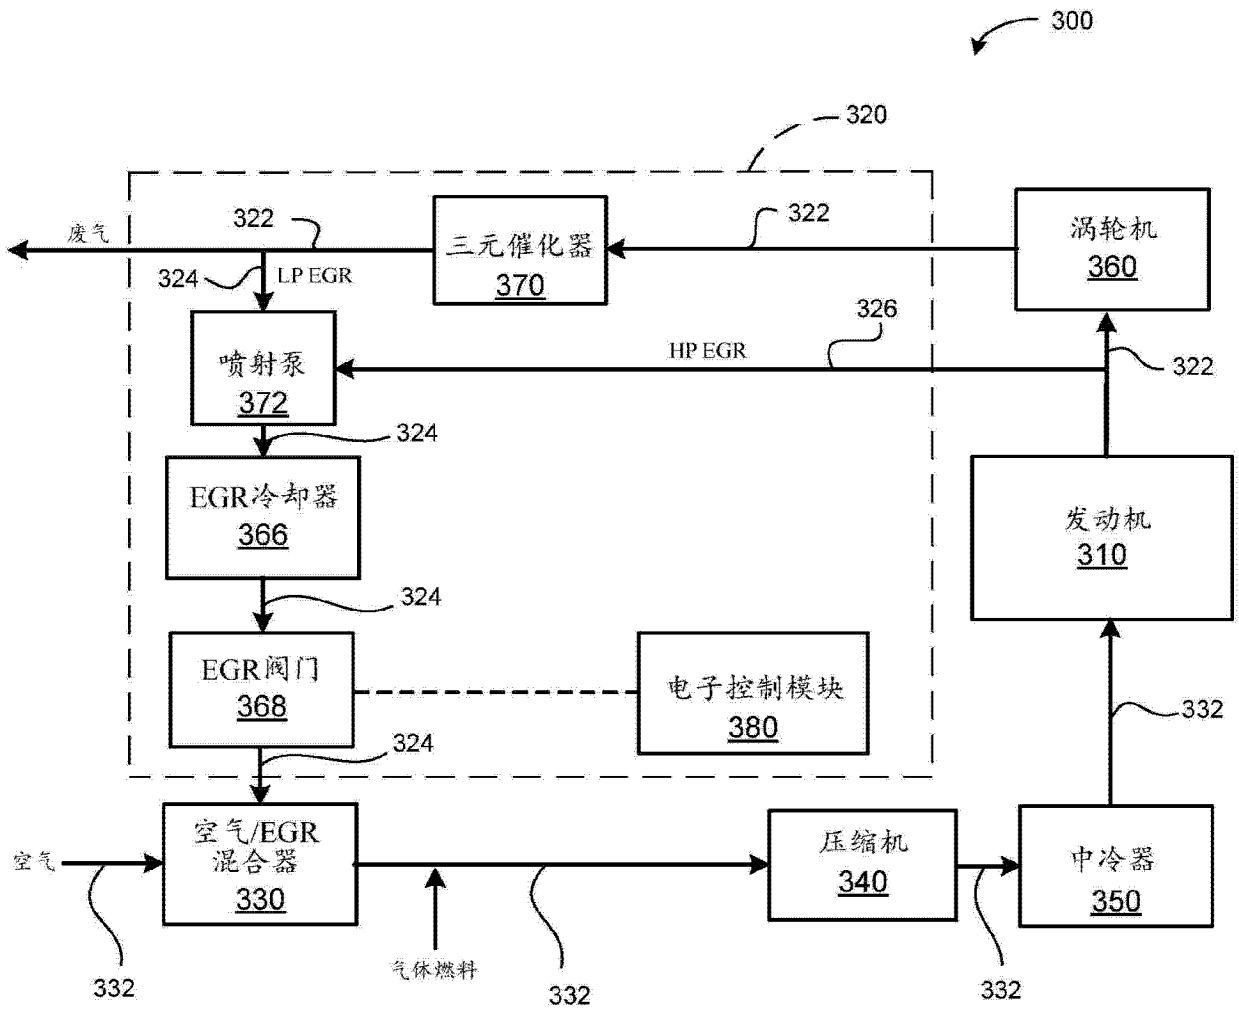 300
320
废气
322
三元催化器
370
322
涡轮机
360
324
LP EGR
喷射泵
372
HP EGR
326
322
324
EGR冷却器
366
发动机
310
324
EGR阀门
368
电子控制模块
380
332
324
空气
空气/EGR
混合器
330
压缩机
340
中冷器
350
332
气体燃料
332
332